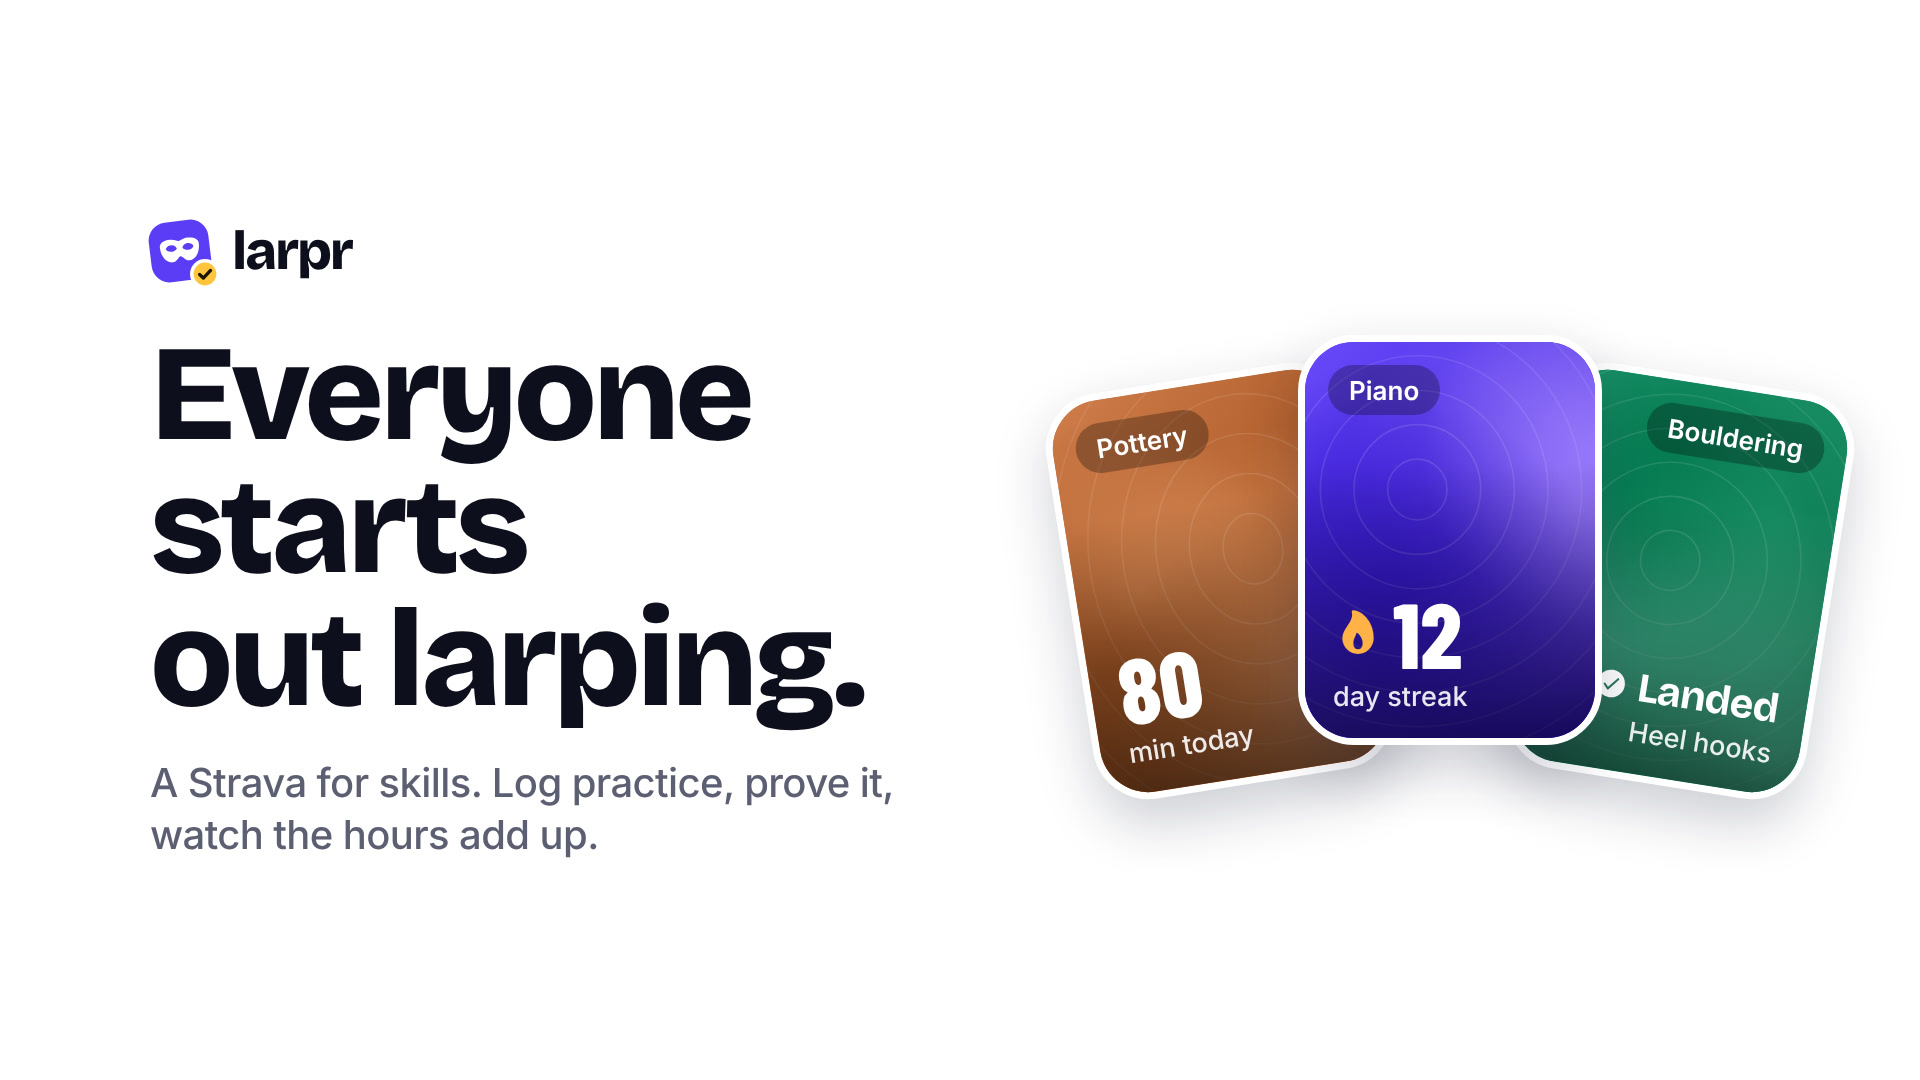 larpr
Everyone
starts
out larping.
A Strava for skills. Log practice, prove it,
watch the hours add up.
Pottery
80
min today
Piano
12
day streak
Bouldering
Landed
Heel hooks